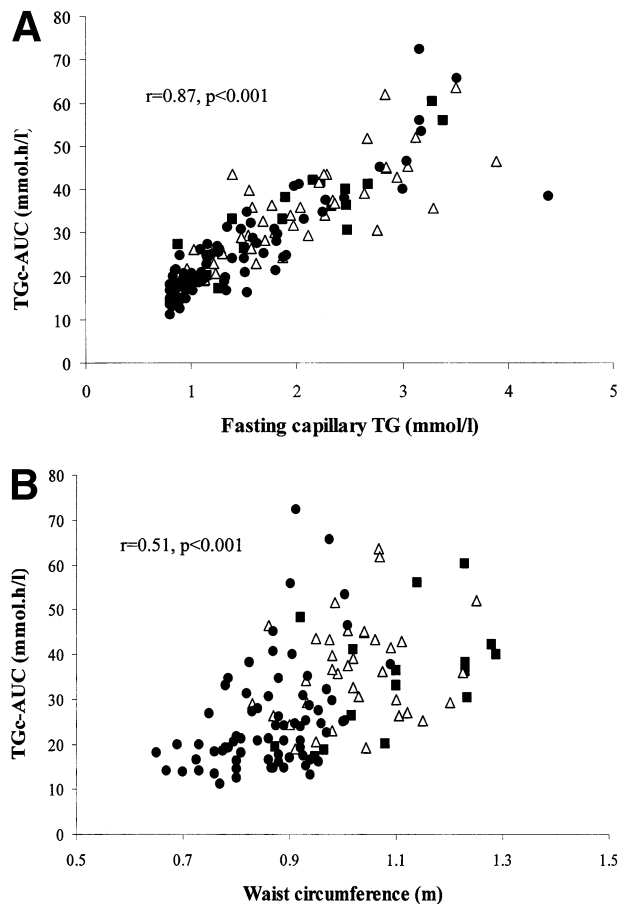 A
80
70
60
50
40
30
20
10
0
TGc-AUC (mmol.h/l)
r=0.87, p<0.001
0 1 2 3 4 5
Fasting capillary TG (mmol/l)
B
80
70
60
50
40
30
20
10
0
TGc-AUC (mmol.h/l)
r=0.51, p<0.001
0.5 0.7 0.9 1.1 1.3 1.5
Waist circumference (m)